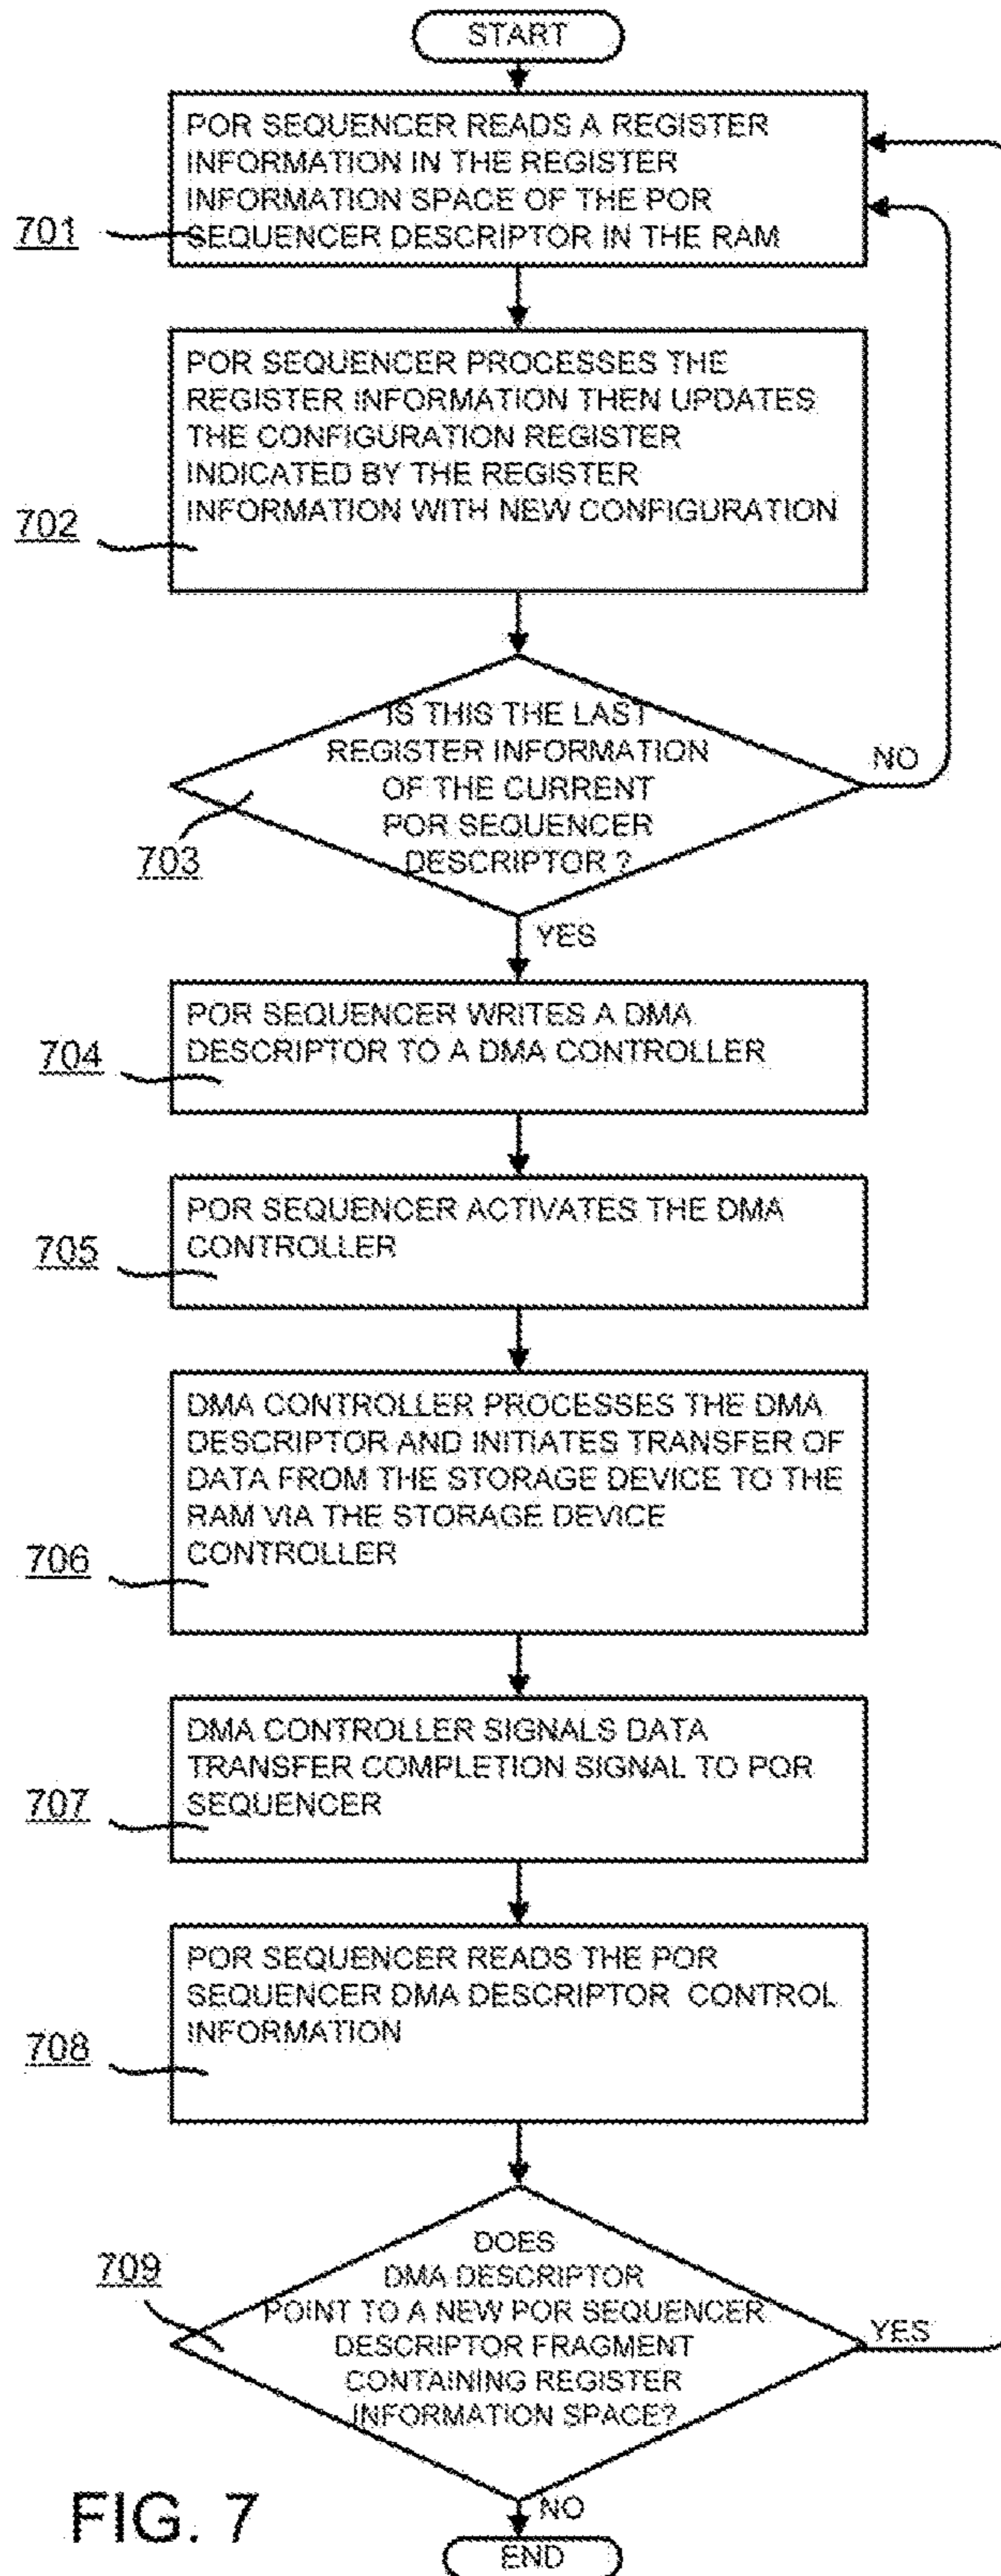 START
POR SEQUENCER READS A REGISTER
INFORMATION IN THE REGISTER
INFORMATION SPACE OF THE POR
SEQUENCER DESCRIPTOR IN THE RAM
701
POR SEQUENCER PROCESSES THE
REGISTER INFORMATION THEN UPDATES
THE CONFIGURATION REGISTER
INDICATED BY THE REGISTER
INFORMATION WITH NEW CONFIGURATION
702
IS THIS THE LAST
REGISTER INFORMATION
OF THE CURRENT
POR SEQUENCER
DESCRIPTOR ?
NO
703
YES
POR SEQUENCER WRITES A DMA
DESCRIPTOR TO A DMA CONTROLLER
704
POR SEQUENCER ACTIVATES THE DMA
CONTROLLER
705
DMA CONTROLLER PROCESSES THE DMA
DESCRIPTOR AND INITIATES TRANSFER OF
DATA FROM THE STORAGE DEVICE TO THE
RAM VIA THE STORAGE DEVICE
CONTROLLER
706
DMA CONTROLLER SIGNALS DATA
TRANSFER COMPLETION SIGNAL TO POR
SEQUENCER
707
POR SEQUENCER READS THE POR
SEQUENCER DMA DESCRIPTOR CONTROL
INFORMATION
708
709
DOES
DMA DESCRIPTOR
POINT TO A NEW POR SEQUENCER
DESCRIPTOR FRAGMENT
CONTAINING REGISTER
INFORMATION SPACE?
YES
NO
FIG. 7
END